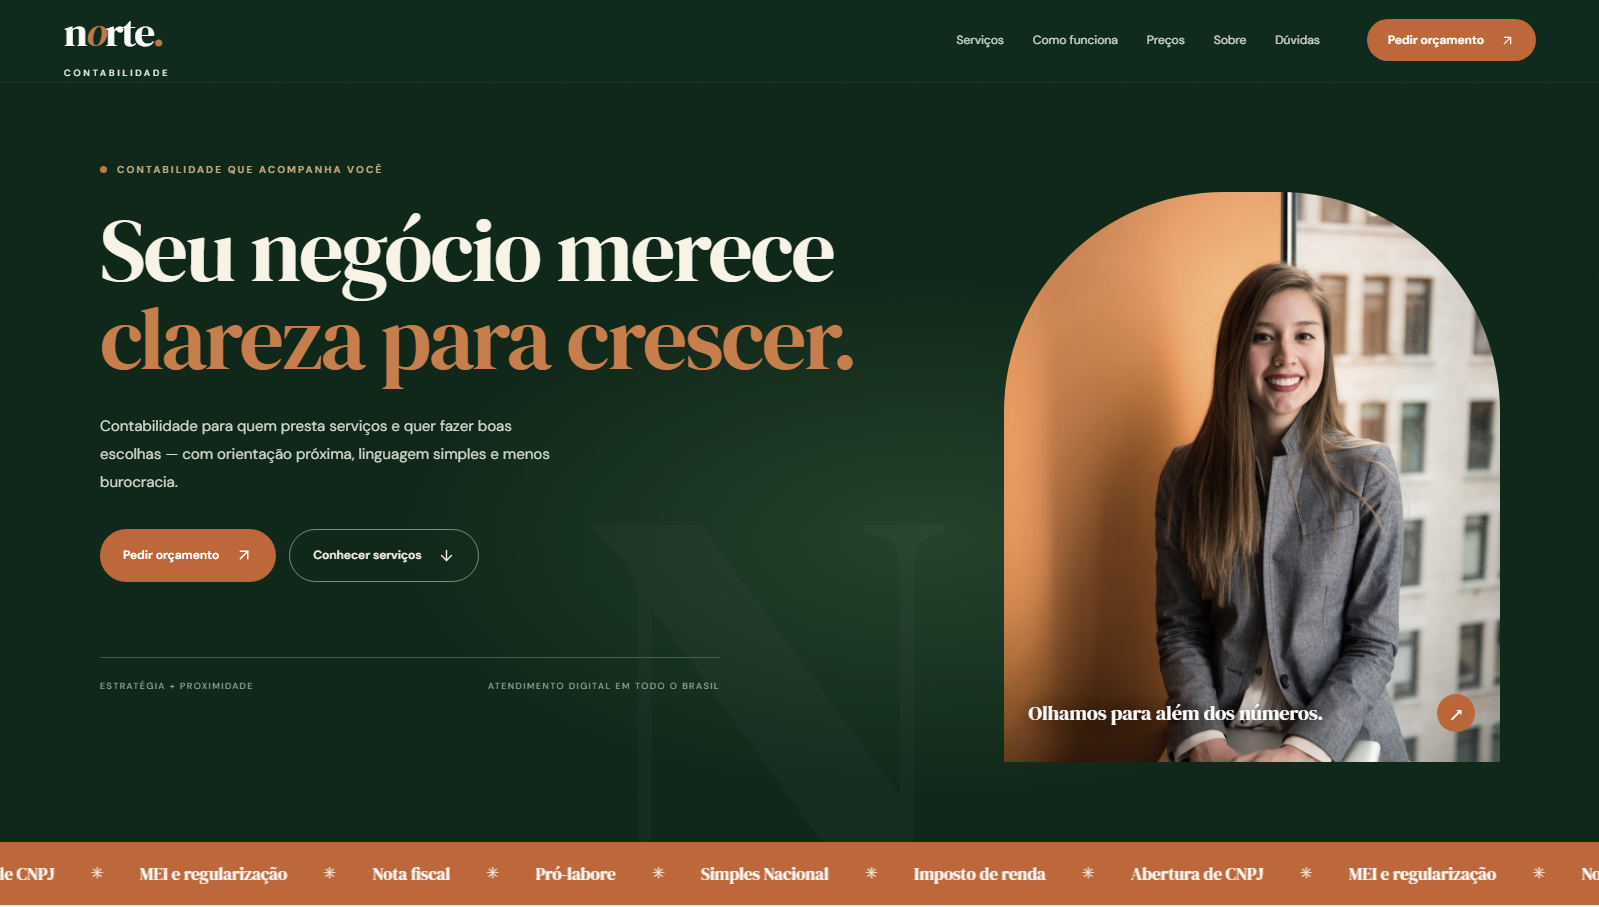 norte.
CONTABILIDADE
Serviços
Como funciona
Preços
Sobre
Dúvidas
Pedir orçamento
CONTABILIDADE QUE ACOMPANHA VOCÊ
Seu negócio merece
clareza para crescer.
Contabilidade para quem presta serviços e quer fazer boas
escolhas — com orientação próxima, linguagem simples e menos
burocracia.
Pedir orçamento
Conhecer serviços
ESTRATÉGIA + PROXIMIDADE
ATENDIMENTO DIGITAL EM TODO O BRASIL
N
Olhamos para além dos números.
de CNPJ ✳ MEI e regularização ✳ Nota fiscal ✳ Pró-labore ✳ Simples Nacional ✳ Imposto de renda ✳ Abertura de CNPJ ✳ MEI e regularização ✳ No